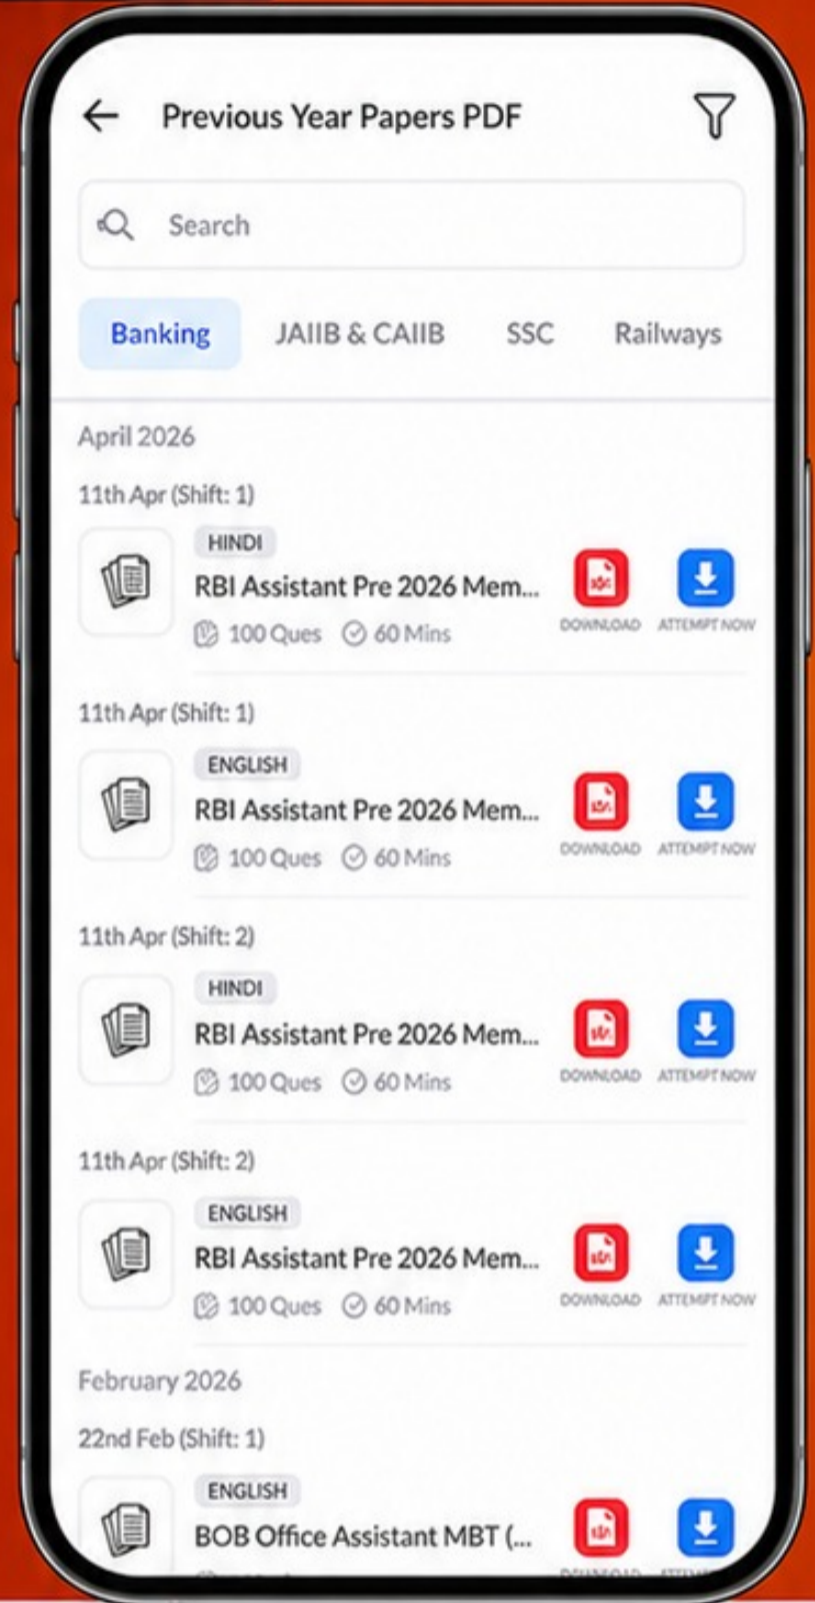 Previous Year Papers PDF
Search
Banking JAIIB & CAIIB SSC Railways
April 2026
11th Apr (Shift: 1)
HINDI
RBI Assistant Pre 2026 Mem...
100 Ques 60 Mins
DOWNLOAD ATTEMPT NOW
11th Apr (Shift: 1)
ENGLISH
RBI Assistant Pre 2026 Mem...
100 Ques 60 Mins
DOWNLOAD ATTEMPT NOW
11th Apr (Shift: 2)
HINDI
RBI Assistant Pre 2026 Mem...
100 Ques 60 Mins
DOWNLOAD ATTEMPT NOW
11th Apr (Shift: 2)
ENGLISH
RBI Assistant Pre 2026 Mem...
100 Ques 60 Mins
DOWNLOAD ATTEMPT NOW
February 2026
22nd Feb (Shift: 1)
ENGLISH
BOB Office Assistant MBT (...